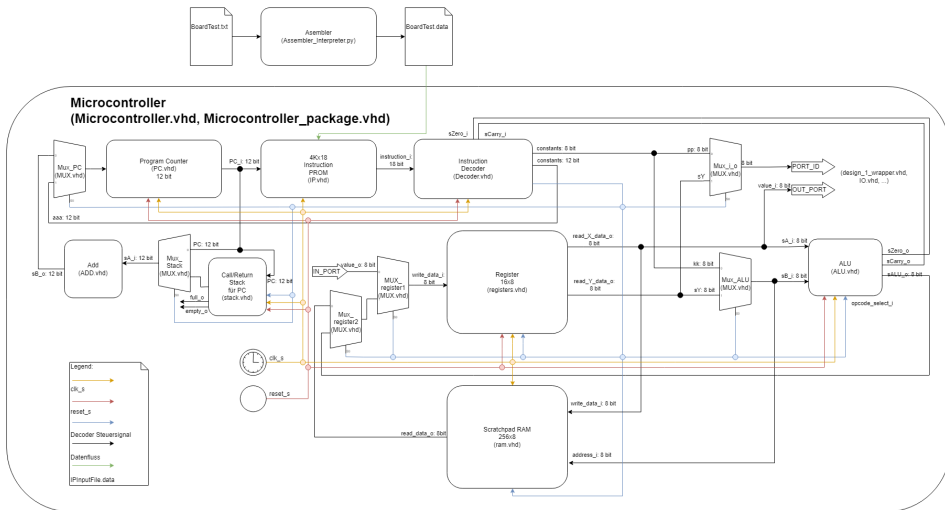 BoardTest.txt
Asembler
(Assembler_Interpreter.py)
BoardTest.data
Microcontroller
(Microcontroller.vhd, Microcontroller_package.vhd)
sZero_i
sCarry_i
Mux_PC
(MUX.vhd)
Program Counter
(PC.vhd)
12 bit
PC_i: 12 bit
4Kx18
Instruction
PROM
(IP.vhd)
instruction_i:
18 bit
Instruction
Decoder
(Decoder.vhd)
constants: 8 bit
constants: 12 bit
pp: 8 bit
sY
Mux_i_o
(MUX.vhd)
8 bit
PORT_ID
value_i: 8 bit
OUT_PORT
(design_1_wrapper.vhd,
IO.vhd, ...)
aaa: 12 bit
sB_o: 12 bit
Add
(ADD.vhd)
sA_i: 12 bit
Mux_
Stack
(MUX.vhd)
PC: 12 bit
Call/Return
Stack
für PC
(stack.vhd)
PC: 12 bit
full_o
empty_o
IN_PORT
value_o: 8 bit
MUX_
register1
(MUX.vhd)
write_data_i:
8 bit
Mux_
register2
(MUX.vhd)
Register
16x8
(registers.vhd)
read_X_data_o:
8 bit
read_Y_data_o:
8 bit
kk: 8 bit
sY: 8 bit
Mux_ALU
(MUX.vhd)
sA_i: 8 bit
sB_i: 8 bit
ALU
(ALU.vhd)
sZero_o
sCarry_o
sALU_o: 8 bit
opcode_select_i
clk_s
reset_s
Legend:
clk_s
reset_s
Decoder Steuersignal
Datenfluss
IPInputFile.data
read_data_o: 8bit
Scratchpad RAM
256x8
(ram.vhd)
write_data_i: 8 bit
address_i: 8 bit